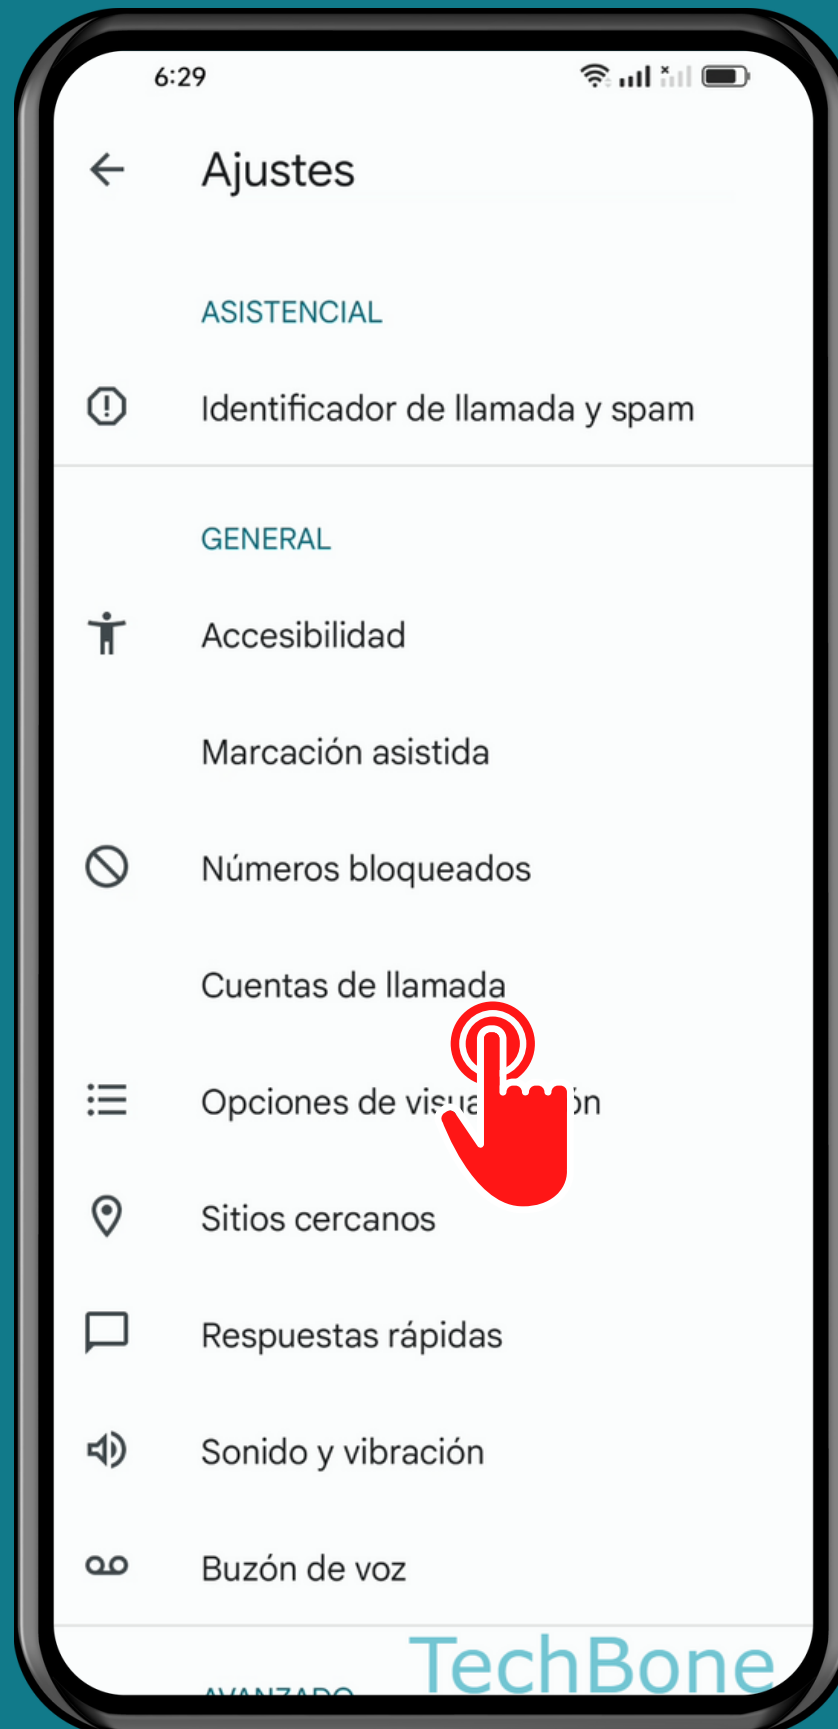 6:29
Ajustes
ASISTENCIAL
Identificador de llamada y spam
GENERAL
Accesibilidad
Marcación asistida
Números bloqueados
Cuentas de llamada
Opciones de
Sitios cercanos
Respuestas rápidas
Sonido y vibración
Buzón de voz
AVANZADO
TechBone